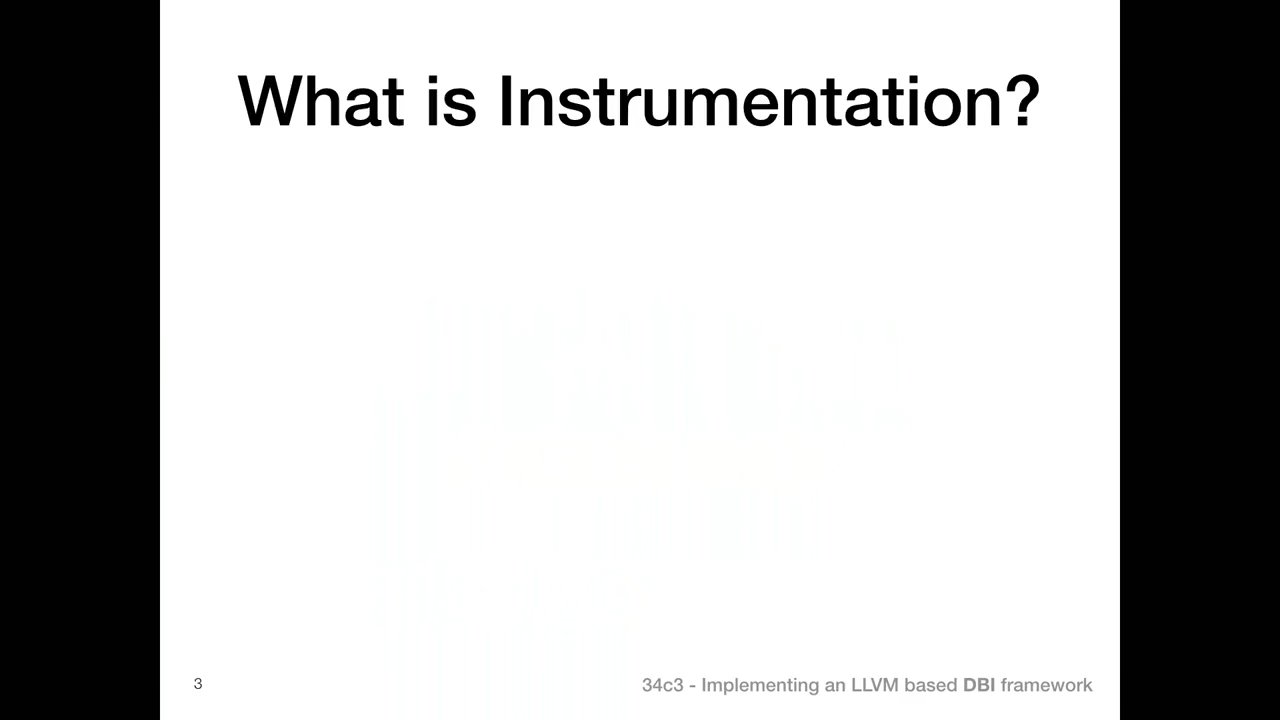 What is Instrumentation?
3
34c3 - Implementing an LLVM based DBI framework